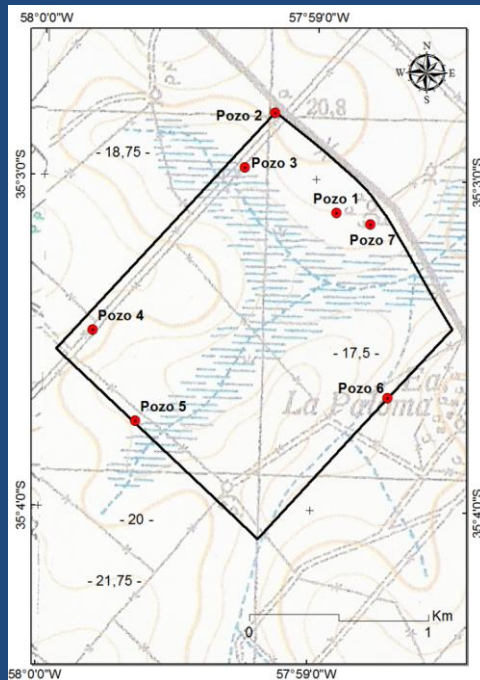 58°0'0"W 57°59'0"W
N
W E
S
Pozo 2 20,8
- 18,75 - Pozo 3
35°3'0"S 35°3'0"S
Pozo 1
Pozo 7
Pozo 4
- 17,5 -
Pozo 6
La Paloma
Pozo 5
35°4'0"S 35°4'0"S
- 20 -
- 21,75 -
Km
0 1
58°0'0"W 57°59'0"W